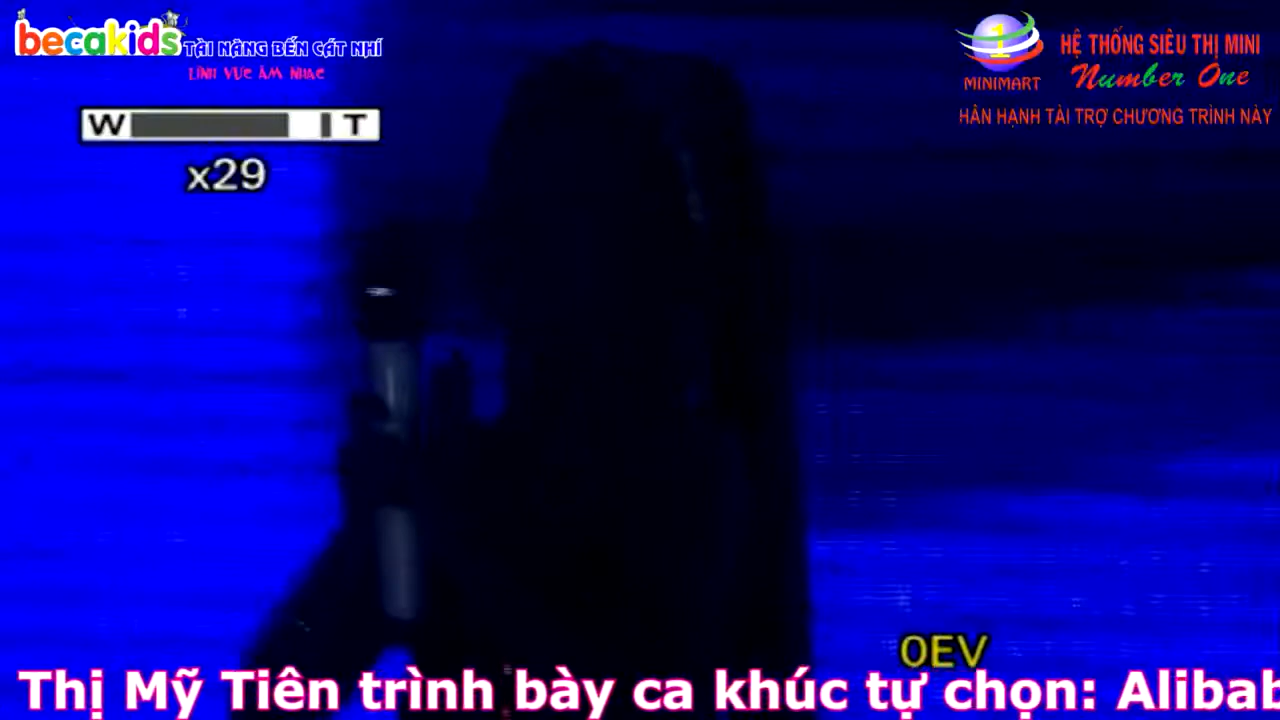 becakids
TÀI NĂNG BẾN CÁT NHÍ
LĨNH VỰC ÂM NHẠC
W T
x29
1
MINIMART
HỆ THỐNG SIÊU THỊ MINI
Number One
HÂN HẠNH TÀI TRỢ CHƯƠNG TRÌNH NÀY
0EV
Thị Mỹ Tiên trình bày ca khúc tự chọn: Alibab